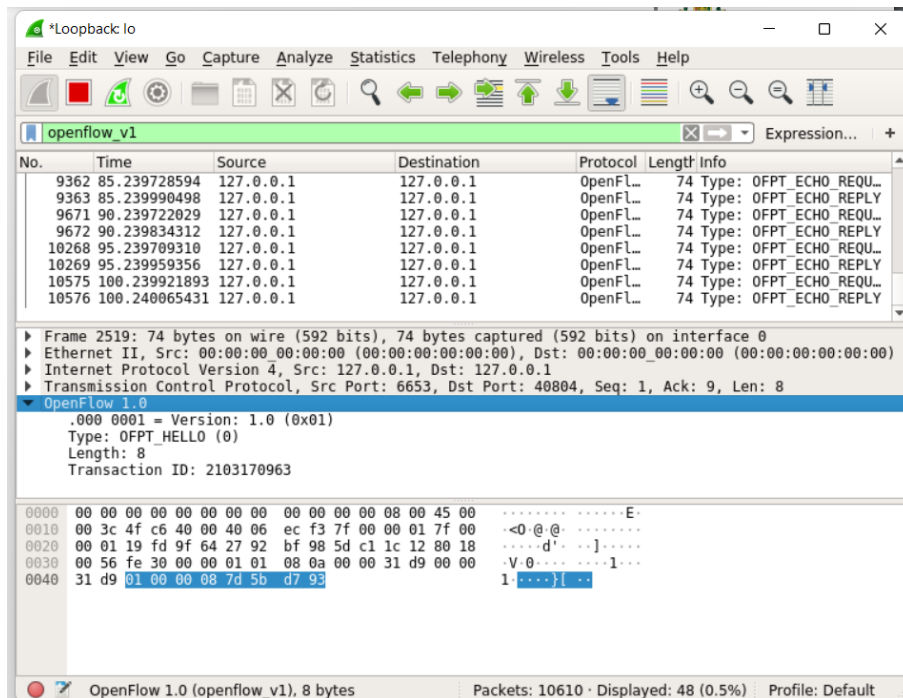 *Loopback: lo
File Edit View Go Capture Analyze Statistics Telephony Wireless Tools Help
openflow_v1 Expression… +
No. Time Source Destination Protocol Length Info
9362 85.239728594 127.0.0.1 127.0.0.1 OpenFl… 74 Type: OFPT_ECHO_REQU…
9363 85.239990498 127.0.0.1 127.0.0.1 OpenFl… 74 Type: OFPT_ECHO_REPLY
9671 90.239722029 127.0.0.1 127.0.0.1 OpenFl… 74 Type: OFPT_ECHO_REQU…
9672 90.239834312 127.0.0.1 127.0.0.1 OpenFl… 74 Type: OFPT_ECHO_REPLY
10268 95.239709310 127.0.0.1 127.0.0.1 OpenFl… 74 Type: OFPT_ECHO_REQU…
10269 95.239959356 127.0.0.1 127.0.0.1 OpenFl… 74 Type: OFPT_ECHO_REPLY
10575 100.239921893 127.0.0.1 127.0.0.1 OpenFl… 74 Type: OFPT_ECHO_REQU…
10576 100.240065431 127.0.0.1 127.0.0.1 OpenFl… 74 Type: OFPT_ECHO_REPLY
Frame 2519: 74 bytes on wire (592 bits), 74 bytes captured (592 bits) on interface 0
Ethernet II, Src: 00:00:00_00:00:00 (00:00:00:00:00:00), Dst: 00:00:00_00:00:00 (00:00:00:00:00:00)
Internet Protocol Version 4, Src: 127.0.0.1, Dst: 127.0.0.1
Transmission Control Protocol, Src Port: 6653, Dst Port: 40804, Seq: 1, Ack: 9, Len: 8
OpenFlow 1.0
.000 0001 = Version: 1.0 (0x01)
Type: OFPT_HELLO (0)
Length: 8
Transaction ID: 2103170963
0000 00 00 00 00 00 00 00 00 00 00 00 00 08 00 45 00 ········ ······E·
0010 00 3c 4f c6 40 00 40 06 ec f3 7f 00 00 01 7f 00 ·<O·@·@· ········
0020 00 01 19 fd 9f 64 27 92 bf 98 5d c1 1c 12 80 18 ·····d'· ··]·····
0030 00 56 fe 30 00 00 01 01 08 0a 00 00 31 d9 00 00 ·V·0···· ····1···
0040 31 d9 01 00 00 08 7d 5b d7 93 1·····}[ ··
OpenFlow 1.0 (openflow_v1), 8 bytes Packets: 10610 · Displayed: 48 (0.5%) Profile: Default